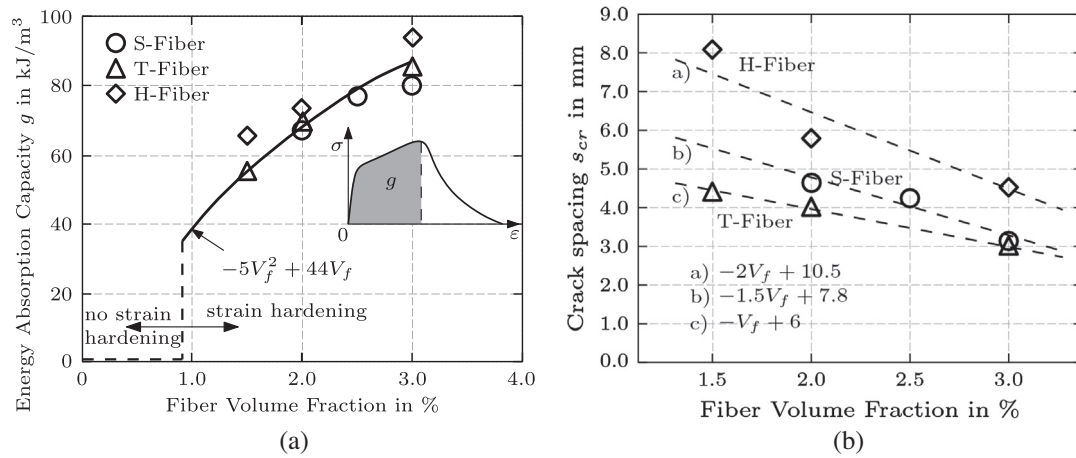 Energy Absorption Capacity g in kJ/m³
100
80
60
40
20
0
S-Fiber
T-Fiber
H-Fiber
σ
g
0
ε
−5V_f² + 44V_f
no strain
hardening
strain hardening
0
1.0
2.0
3.0
4.0
Fiber Volume Fraction in %
(a)
Crack spacing s_cr in mm
9.0
8.0
7.0
6.0
5.0
4.0
3.0
2.0
1.0
0.0
a)
H-Fiber
b)
S-Fiber
c)
T-Fiber
a) −2V_f + 10.5
b) −1.5V_f + 7.8
c) −V_f + 6
1.5
2.0
2.5
3.0
Fiber Volume Fraction in %
(b)